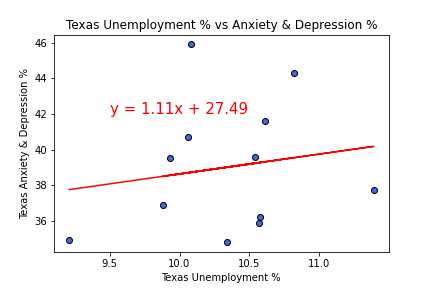 Texas Unemployment % vs Anxiety & Depression %
46
44
42
40
38
36
y = 1.11x + 27.49
Texas Anxiety & Depression %
9.5 10.0 10.5 11.0
Texas Unemployment %